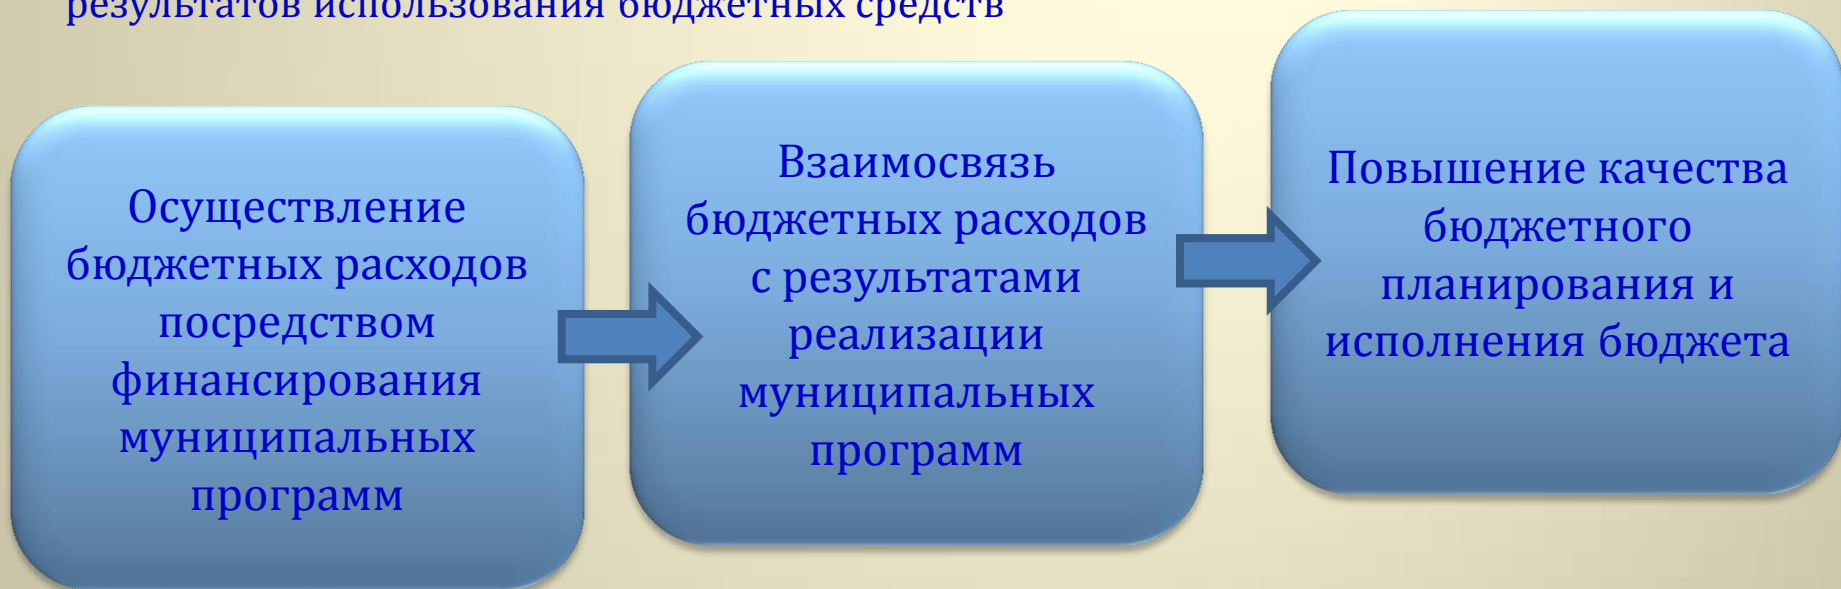 результатов использования бюджетных средств
Осуществление
бюджетных расходов
посредством
финансирования
муниципальных
программ
Взаимосвязь
бюджетных расходов
с результатами
реализации
муниципальных
программ
Повышение качества
бюджетного
планирования и
исполнения бюджета